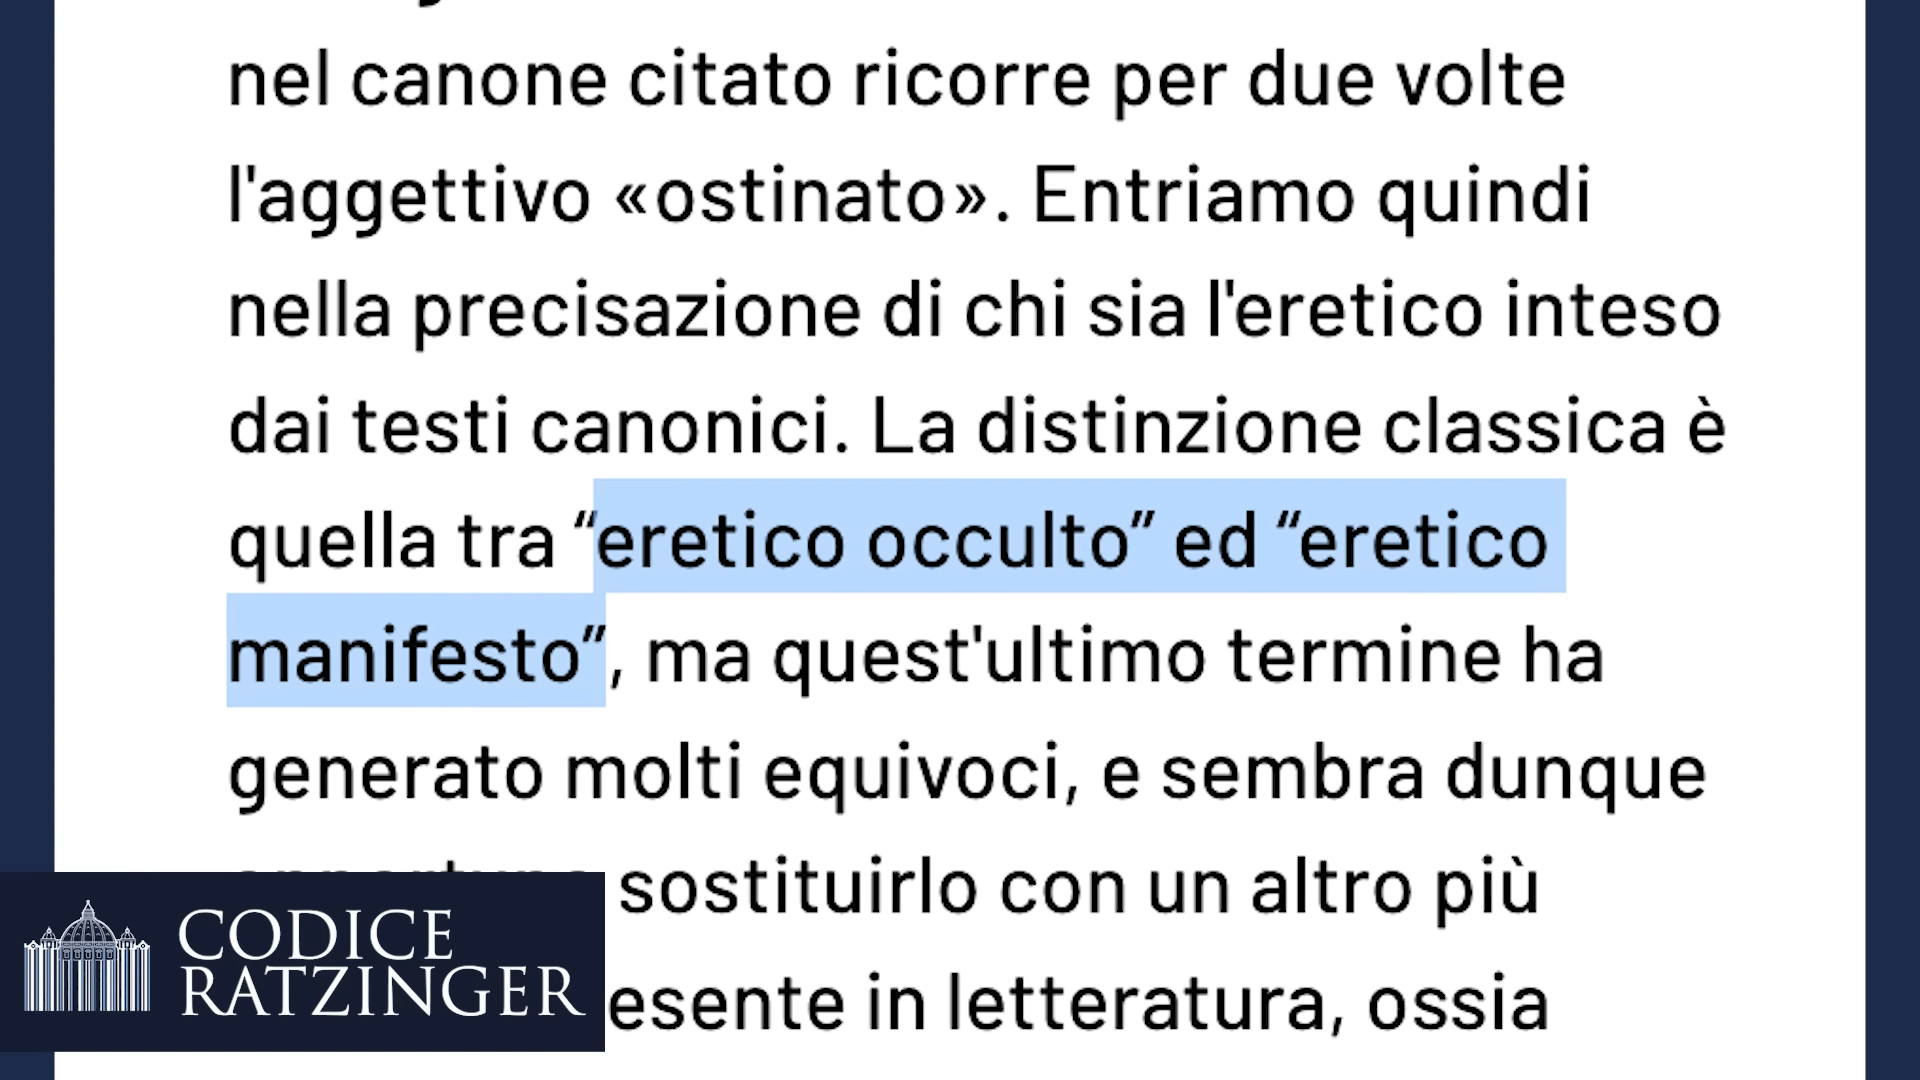 nel canone citato ricorre per due volte
l'aggettivo «ostinato». Entriamo quindi
nella precisazione di chi sia l'eretico inteso
dai testi canonici. La distinzione classica è
quella tra “eretico occulto” ed “eretico
manifesto”, ma quest'ultimo termine ha
generato molti equivoci, e sembra dunque
sostituirlo con un altro più
esente in letteratura, ossia
CODICE
RATZINGER